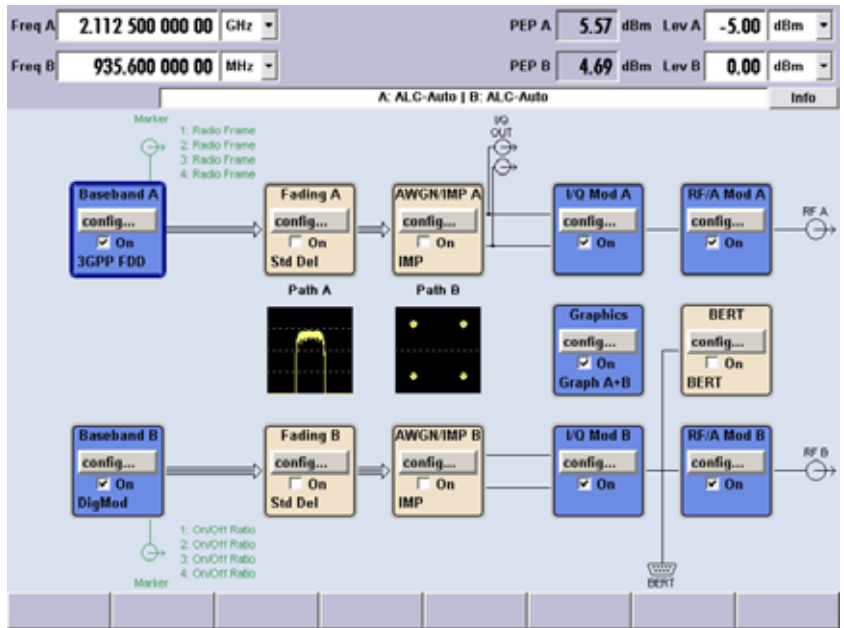 Freq A 2.112 500 000 00 GHz PEP A 5.57 dBm Lev A -5.00 dBm
Freq B 935.600 000 00 MHz PEP B 4.69 dBm Lev B 0.00 dBm
A: ALC-Auto | B: ALC-Auto Info
Marker
1: Radio Frame
2: Radio Frame
3: Radio Frame
4: Radio Frame
I/Q
OUT
Baseband A
config...
On
3GPP FDD
Fading A
config...
On
Std Del
AWGN/IMP A
config...
On
IMP
I/Q Mod A
config...
On
RF/A Mod A
config...
On
RF A
Path A
Path B
Graphics
config...
On
Graph A+B
BERT
config...
On
BERT
Baseband B
config...
On
DigMod
Fading B
config...
On
Std Del
AWGN/IMP B
config...
On
IMP
I/Q Mod B
config...
On
RF/A Mod B
config...
On
RF B
1: On/Off Ratio
2: On/Off Ratio
3: On/Off Ratio
4: On/Off Ratio
Marker
BERT